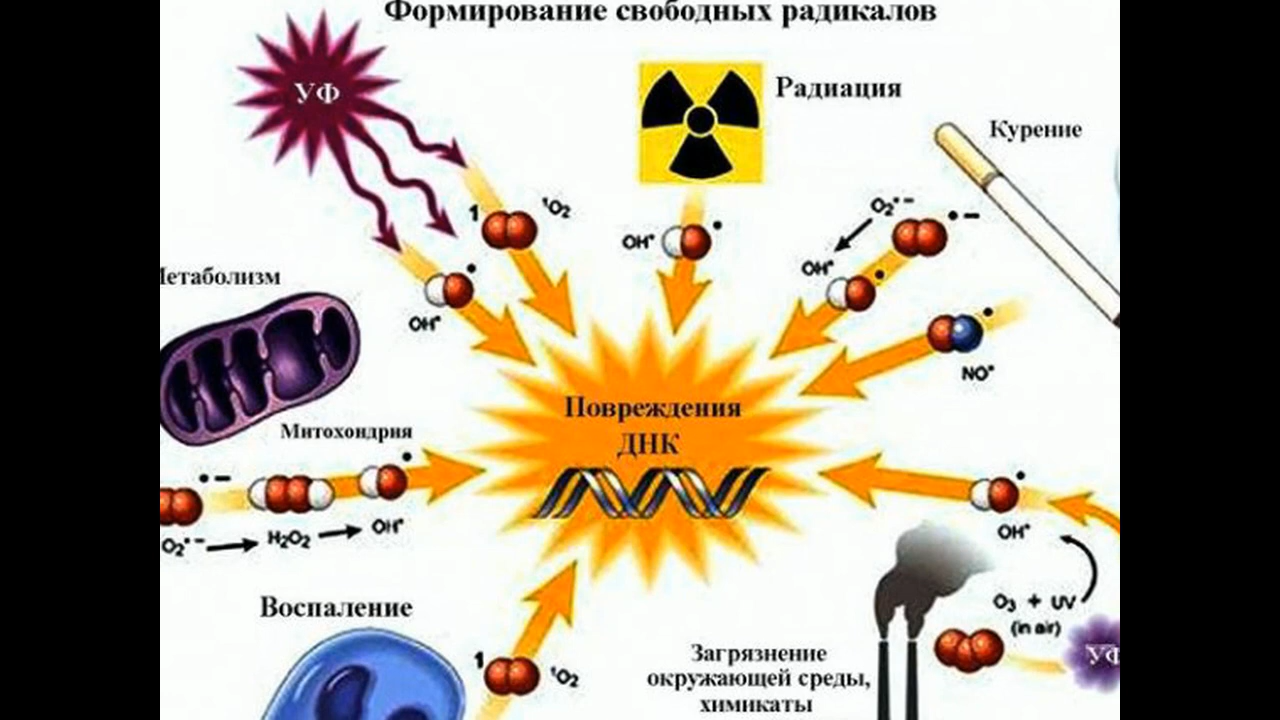 Формирование свободных радикалов
УФ
Радиация
Курение
1 ¹O₂
O₂•–
•–
OH•
OH•
OH•
Метаболизм
NO•
Повреждения
ДНК
Митохондрия
•–
O₂•– H₂O₂ OH•
OH•
Воспаление
O₃ + UV
(in air)
1 ¹O₂
УФ
Загрязнение
окружающей среды,
химикаты